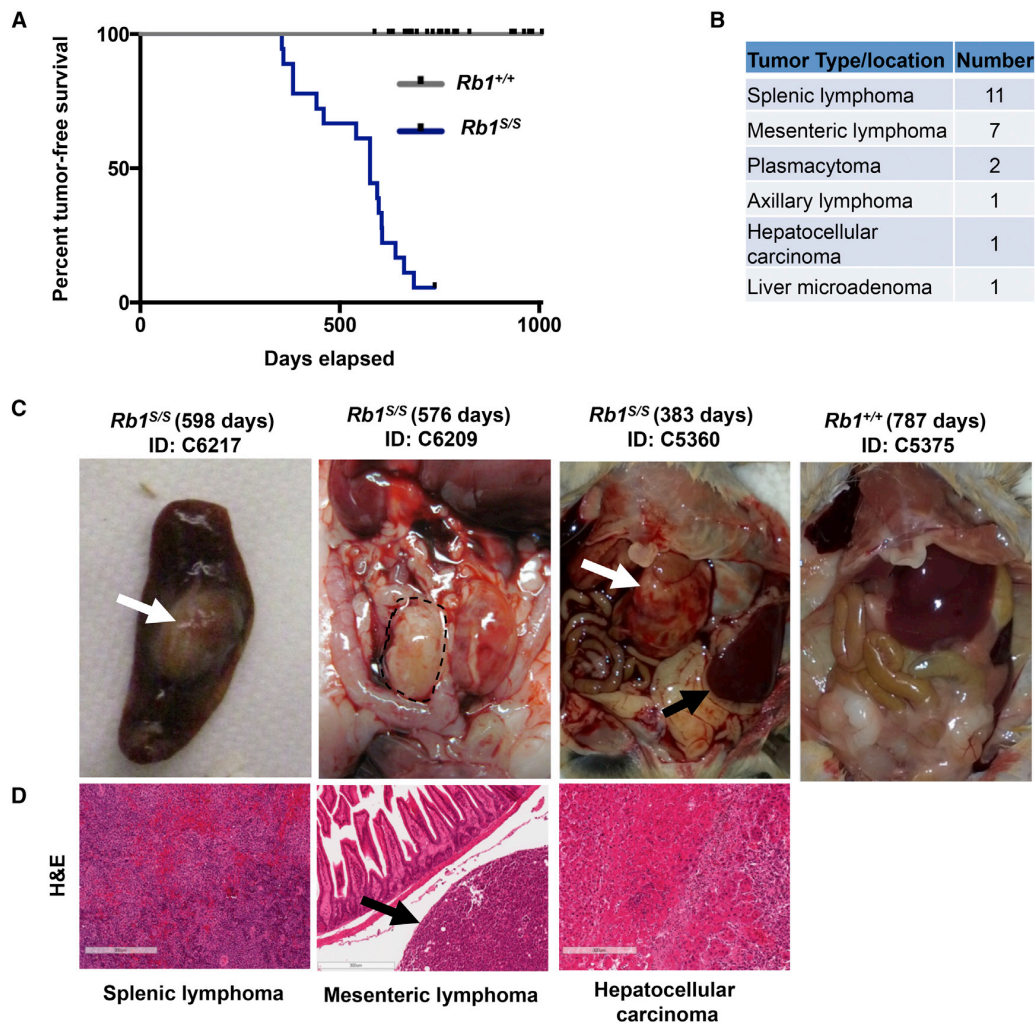 A
Percent tumor-free survival
100
50
0
0
500
1000
Days elapsed
Rb1+/+
Rb1S/S
B
Tumor Type/location Number
Splenic lymphoma 11
Mesenteric lymphoma 7
Plasmacytoma 2
Axillary lymphoma 1
Hepatocellular
carcinoma 1
Liver microadenoma 1
C
Rb1S/S (598 days)
ID: C6217
Rb1S/S (576 days)
ID: C6209
Rb1S/S (383 days)
ID: C5360
Rb1+/+ (787 days)
ID: C5375
D
H&E
Splenic lymphoma
Mesenteric lymphoma
Hepatocellular
carcinoma